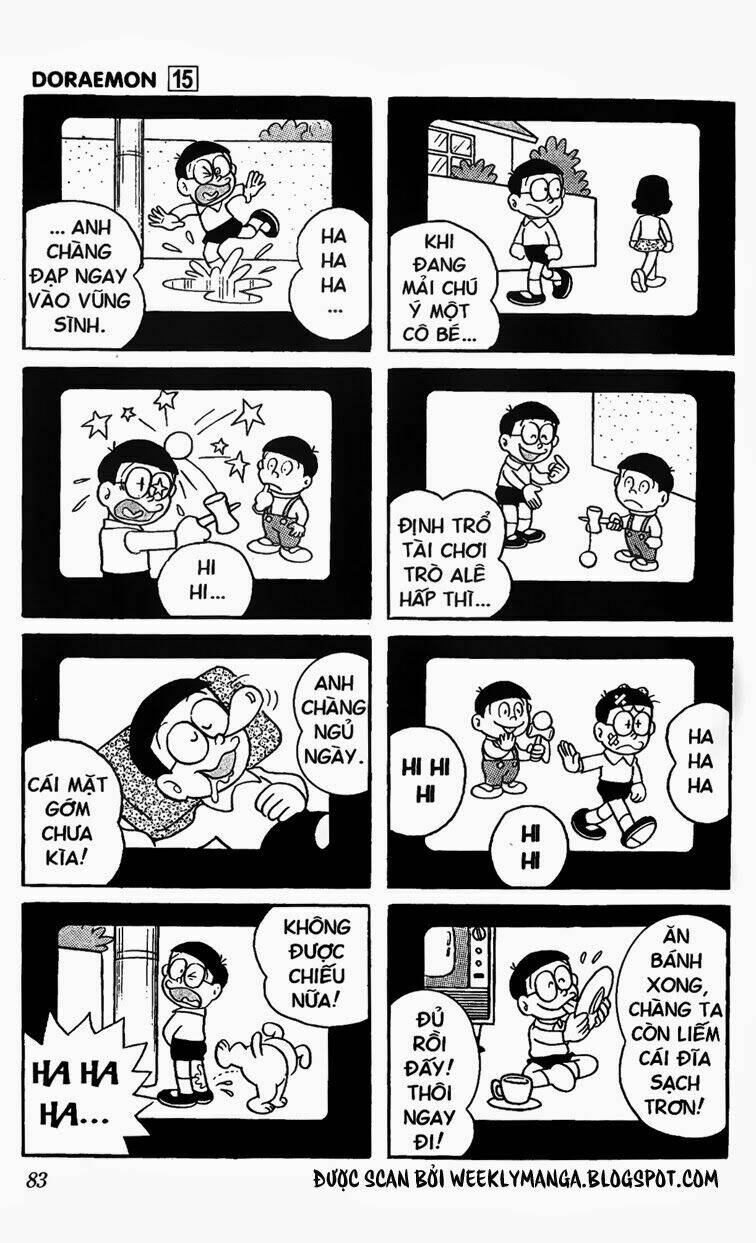 DORAEMON 15
KHI
ĐANG
MẢI CHÚ
Ý MỘT
CÔ BÉ...
... ANH
CHÀNG
ĐẠP NGAY
VÀO VŨNG
SÌNH.
HA
HA
HA
...
ĐỊNH TRỔ
TÀI CHƠI
TRÒ ALÊ
HẤP THÌ...
HI
HI...
HA
HA
HA
HI HI
HI
HI
HI
ANH
CHÀNG
NGỦ
NGÀY.
CÁI MẶT
GỚM
CHƯA
KÌA!
ĂN
BÁNH
XONG,
CHÀNG TA
CÒN LIẾM
CÁI ĐĨA
SẠCH
TRƠN!
ĐỦ
RỒI
ĐẤY!
THÔI
NGAY
ĐI!
KHÔNG
ĐƯỢC
CHIẾU
NỮA!
HA HA
HA...
83
ĐƯỢC SCAN BỞI WEEKLYMANGA.BLOGSPOT.COM